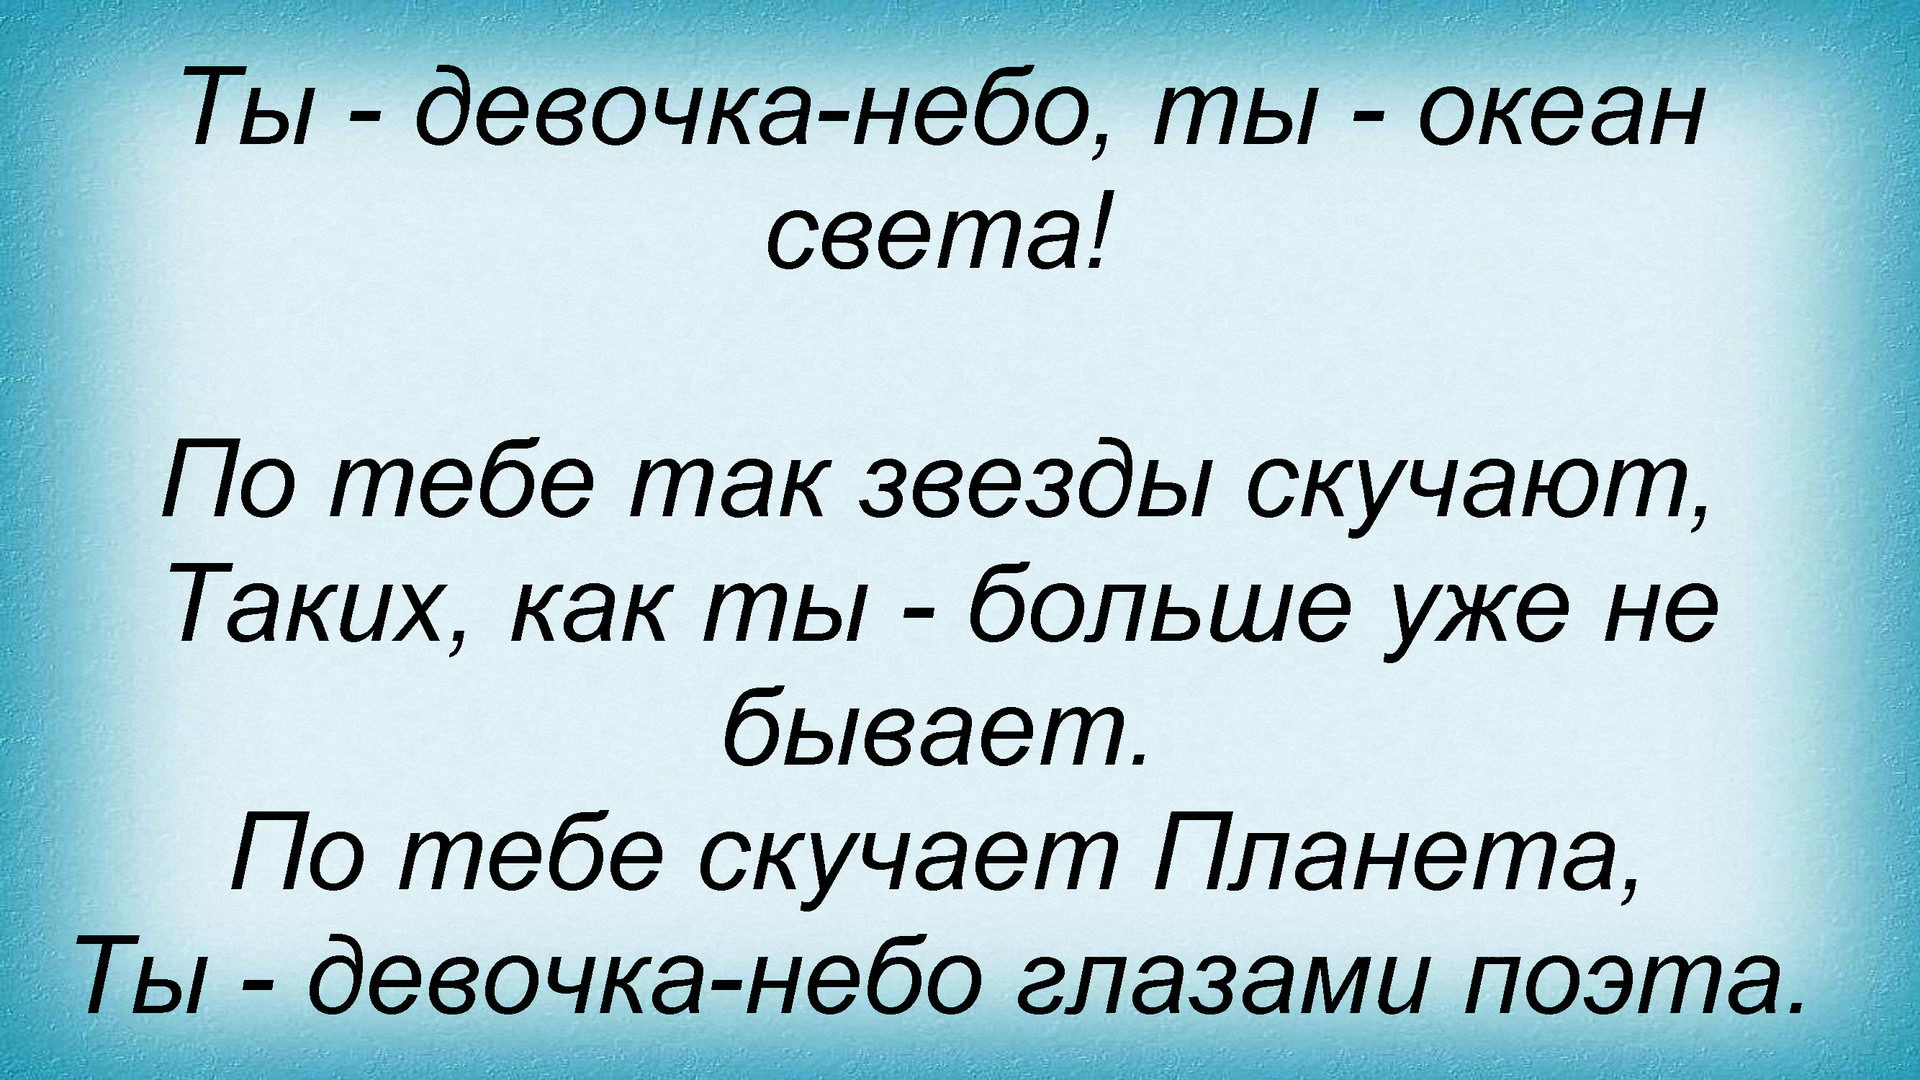 Ты - девочка-небо, ты - океан
света!
По тебе так звезды скучают,
Таких, как ты - больше уже не
бывает.
По тебе скучает Планета,
Ты - девочка-небо глазами поэта.